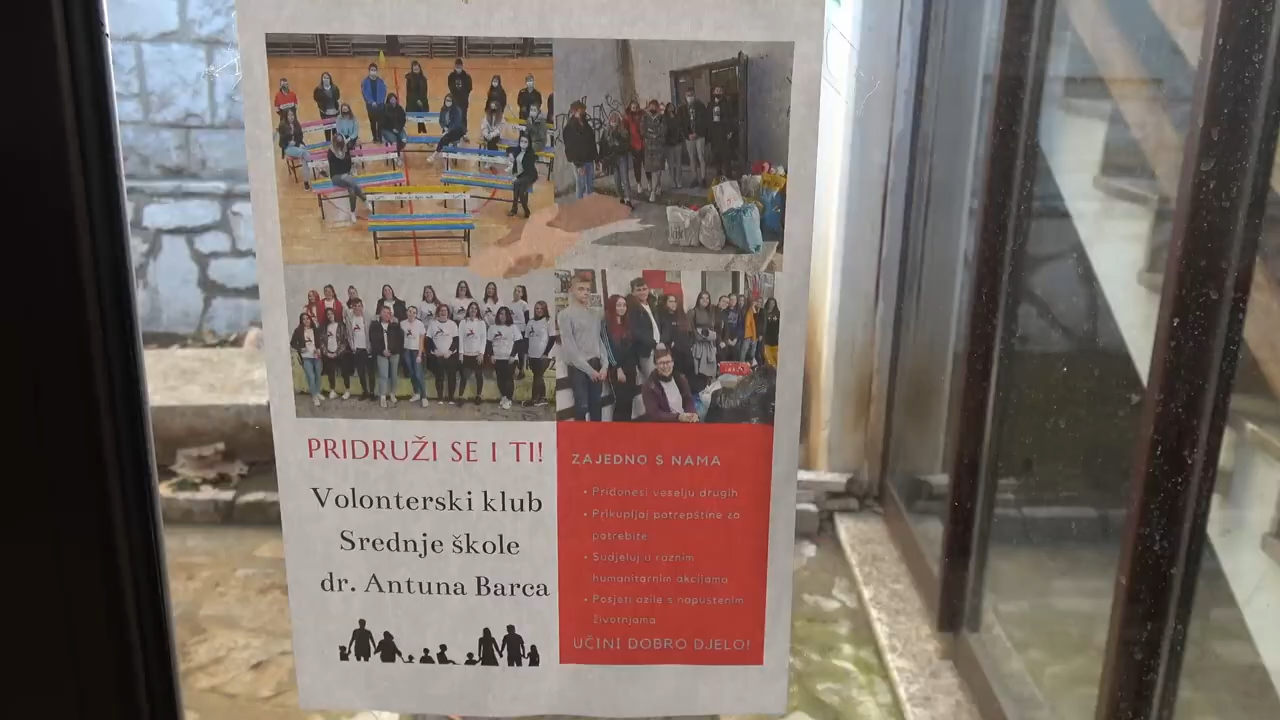 PRIDRUŽI SE I TI!
Volonterski klub
Srednje škole
dr. Antuna Barca
ZAJEDNO S NAMA
• Pridonesi veselju drugih
• Prikupljaj potrepštine za
potrebite
• Sudjeluj u raznim
humanitarnim akcijama
• Posjeti azile s napuštenim
životnjama
UČINI DOBRO DJELO!